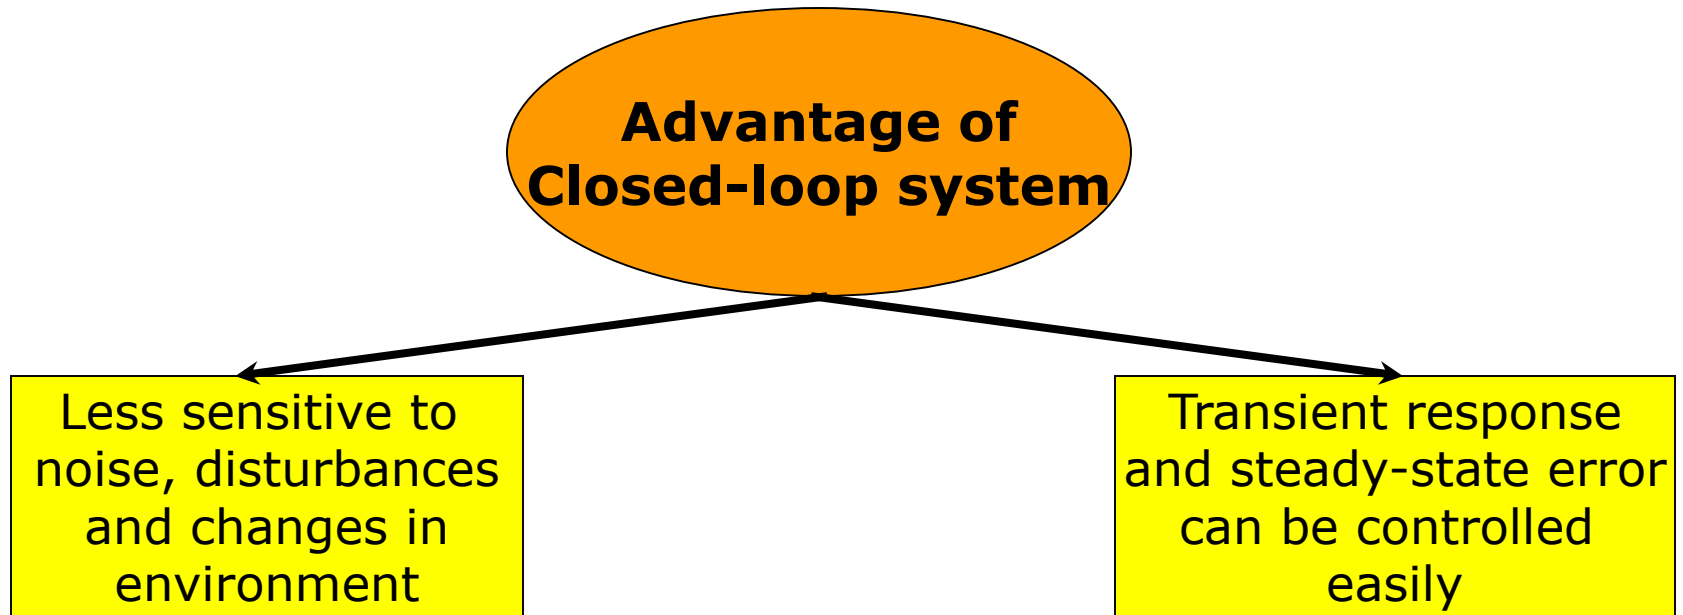 Advantage of
Closed-loop system
Less sensitive to
noise, disturbances
and changes in
environment
Transient response
and steady-state error
can be controlled
easily